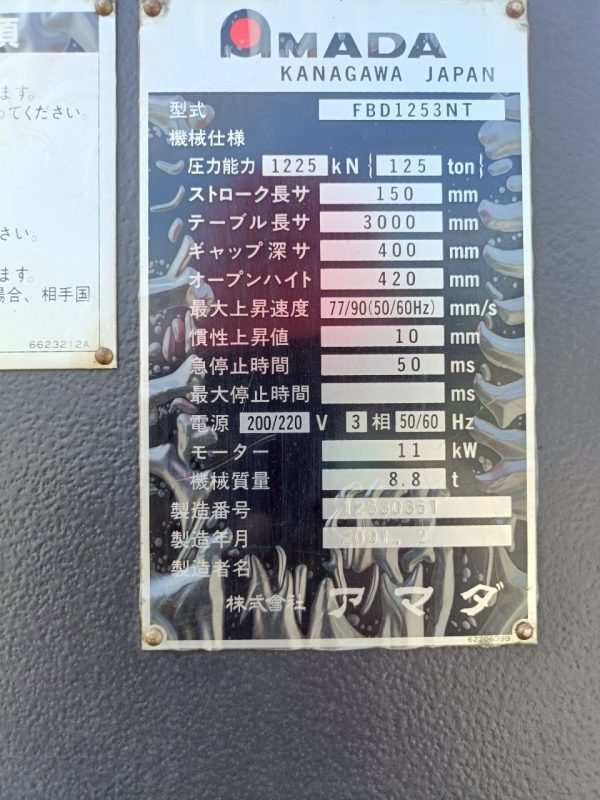 項
ます。
ってください。
さい。
ます。
場合、相手国
6623212A
AMADA
KANAGAWA JAPAN
型式 FBD1253NT
機械仕様
圧力能力 1225 kN {125 ton}
ストローク長サ 150 mm
テーブル長サ 3000 mm
ギャップ深サ 400 mm
オープンハイト 420 mm
最大上昇速度 77/90(50/60Hz) mm/s
慣性上昇値 10 mm
急停止時間 50 ms
最大停止時間 ms
電源 200/220 V 3 相 50/60 Hz
モーター 11 kW
機械質量 8.8 t
製造番号 12530351
製造年月 2001. 2
製造者名
株式會社 アマダ
6220639B